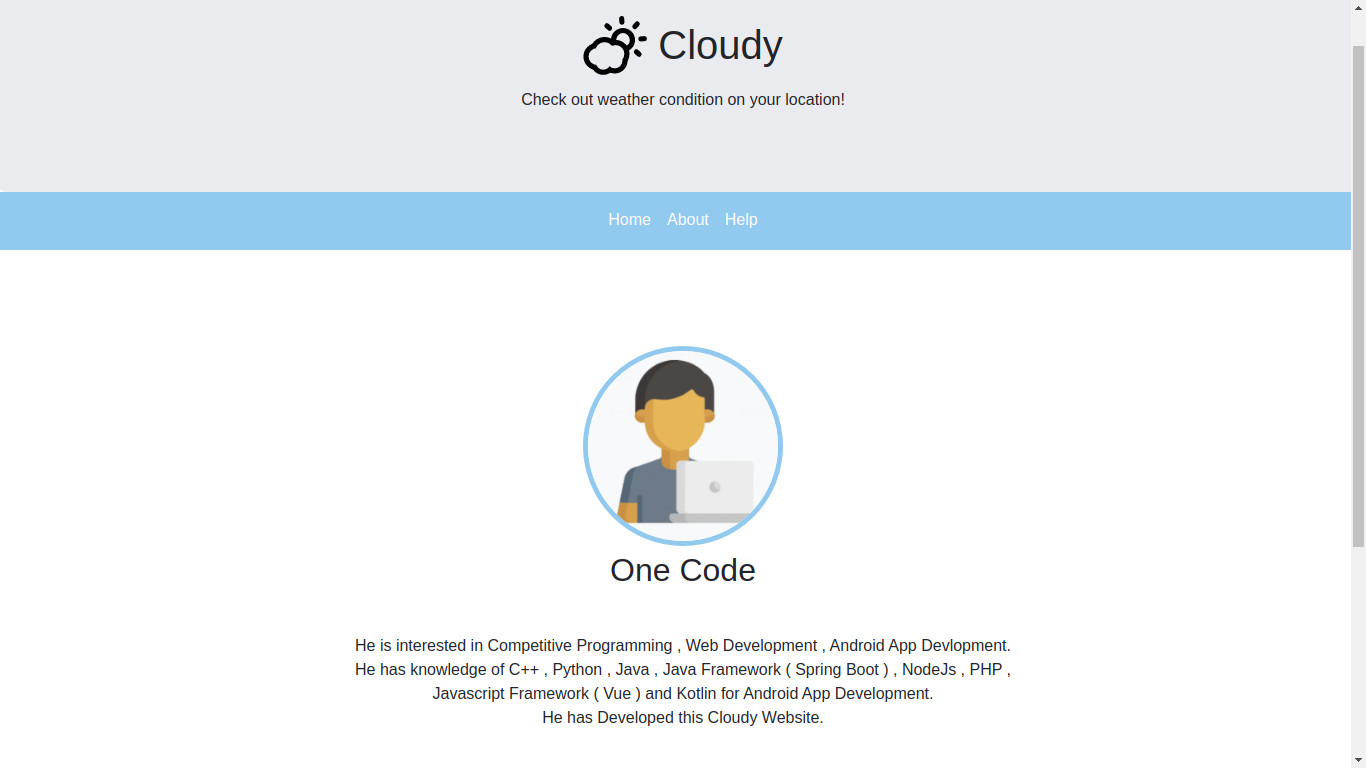 Cloudy
Check out weather condition on your location!
Home About Help
One Code
He is interested in Competitive Programming , Web Development , Android App Devlopment.
He has knowledge of C++ , Python , Java , Java Framework ( Spring Boot ) , NodeJs , PHP ,
Javascript Framework ( Vue ) and Kotlin for Android App Development.
He has Developed this Cloudy Website.